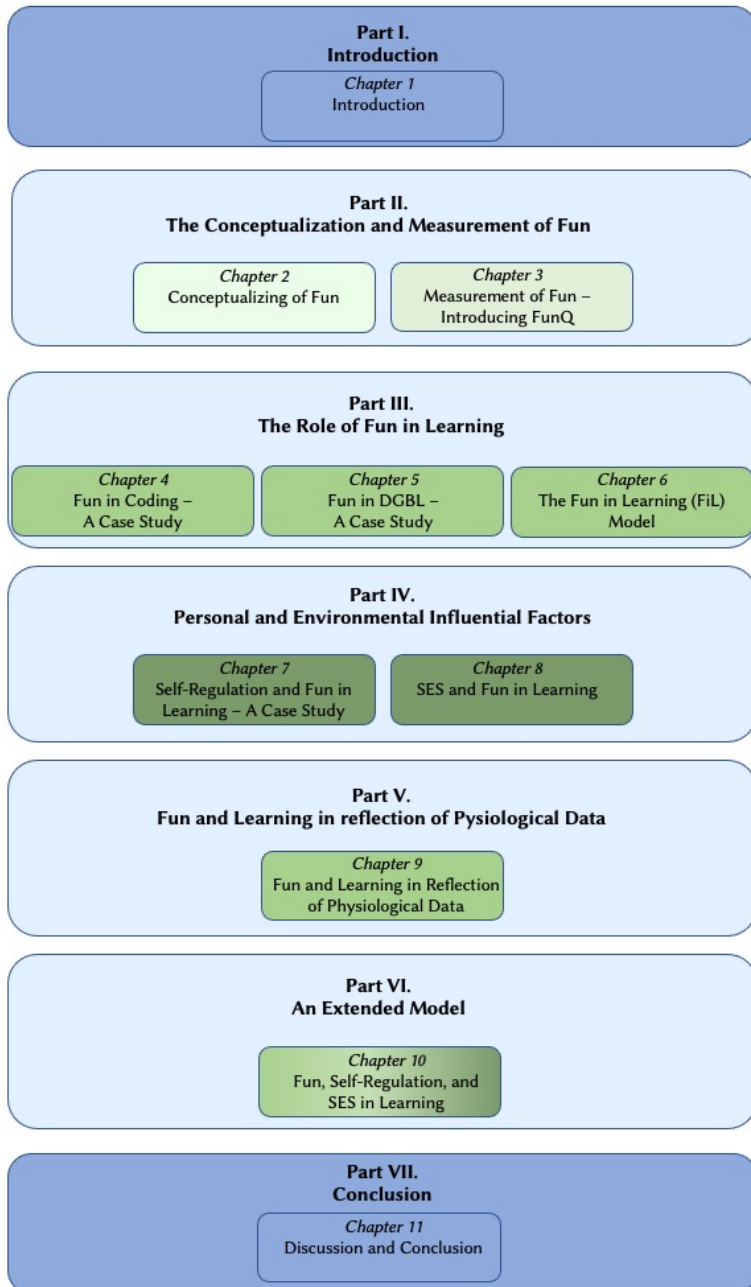 Part I.
Introduction
Chapter 1
Introduction
Part II.
The Conceptualization and Measurement of Fun
Chapter 2
Conceptualizing of Fun
Chapter 3
Measurement of Fun –
Introducing FunQ
Part III.
The Role of Fun in Learning
Chapter 4
Fun in Coding –
A Case Study
Chapter 5
Fun in DGBL –
A Case Study
Chapter 6
The Fun in Learning (FiL)
Model
Part IV.
Personal and Environmental Influential Factors
Chapter 7
Self-Regulation and Fun in
Learning – A Case Study
Chapter 8
SES and Fun in Learning
Part V.
Fun and Learning in reflection of Pysiological Data
Chapter 9
Fun and Learning in Reflection
of Physiological Data
Part VI.
An Extended Model
Chapter 10
Fun, Self-Regulation, and
SES in Learning
Part VII.
Conclusion
Chapter 11
Discussion and Conclusion